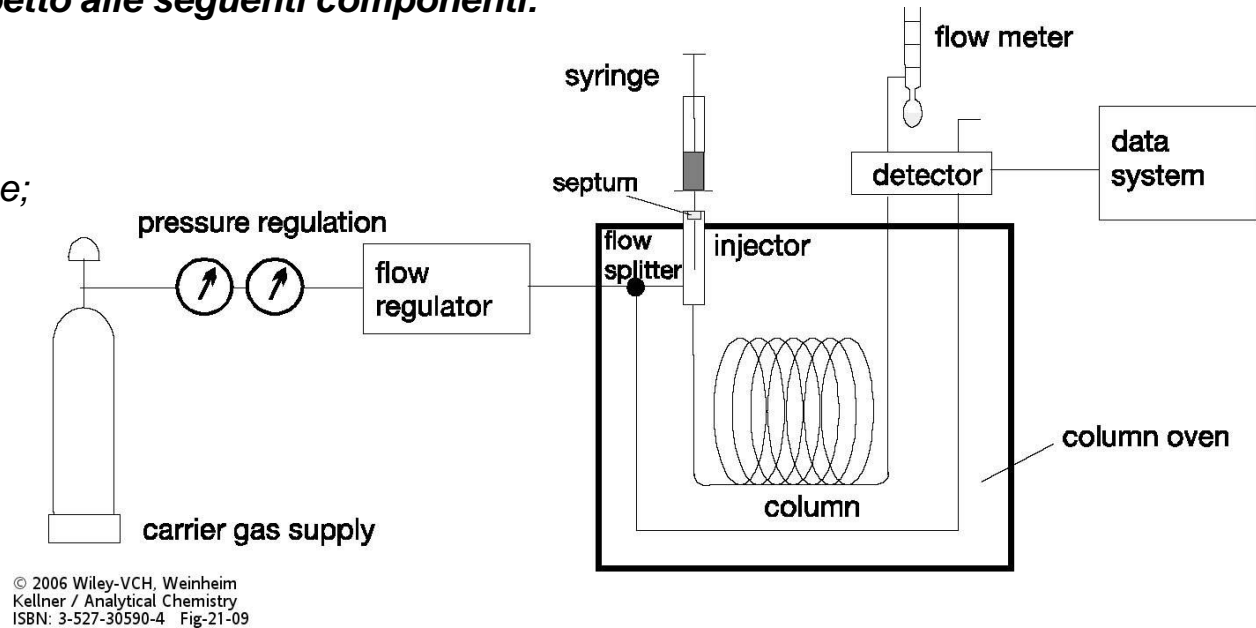 alle seguenti componenti:
flow meter
syringe
data
system
detector
septum
e;
pressure regulation
flow
splitter
injector
flow
regulator
column oven
column
carrier gas supply
© 2006 Wiley-VCH, Weinheim
Kellner / Analytical Chemistry
ISBN: 3-527-30590-4 Fig-21-09